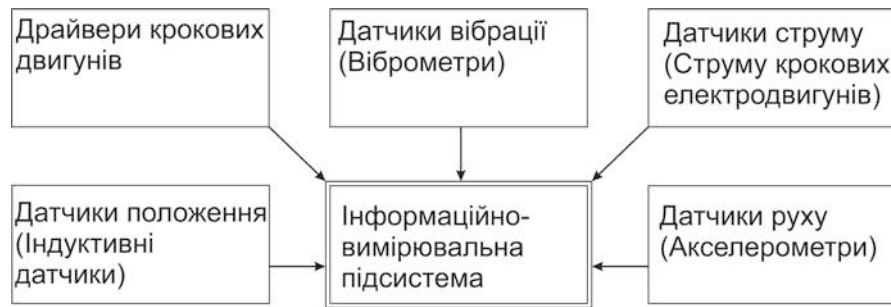 Драйвери крокових
двигунів
Датчики вібрації
(Віброметри)
Датчики струму
(Струму крокових
електродвигунів)
Датчики положення
(Індуктивні
датчики)
Інформаційно-
вимірювальна
підсистема
Датчики руху
(Акселерометри)